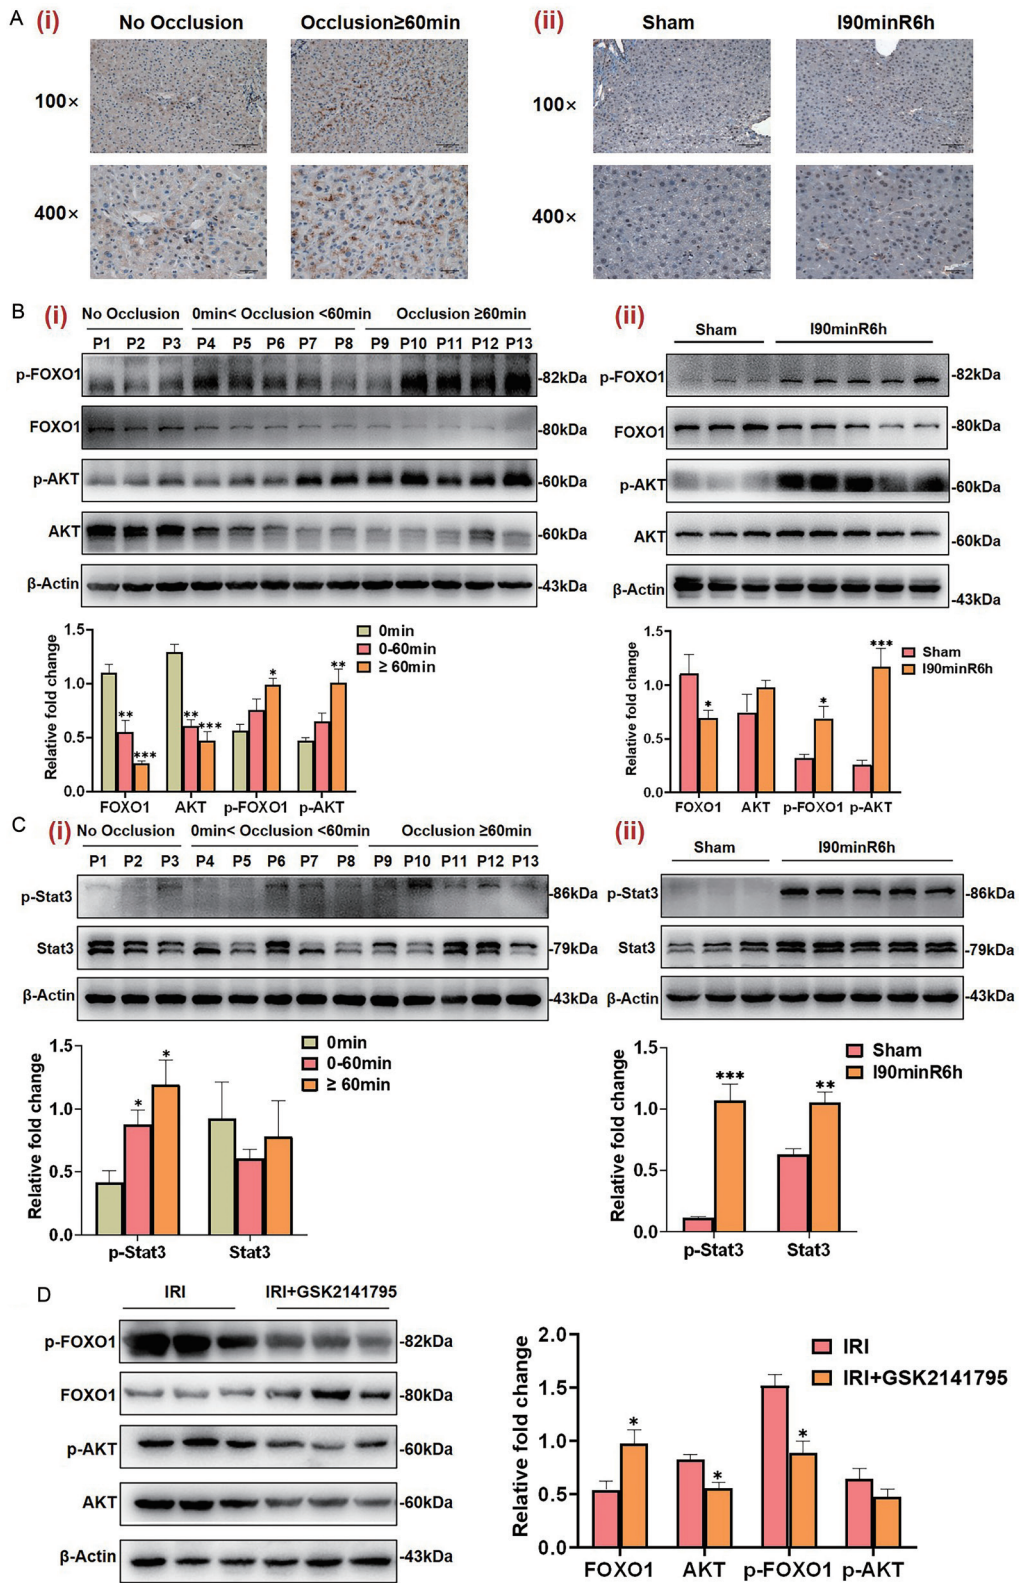 A (i) No Occlusion Occlusion≥60min (ii) Sham I90minR6h
100× 100×
400× 400×
B (i) No Occlusion 0min< Occlusion <60min Occlusion ≥60min
P1 P2 P3 P4 P5 P6 P7 P8 P9 P10 P11 P12 P13
p-FOXO1 -82kDa
FOXO1 -80kDa
p-AKT -60kDa
AKT -60kDa
β-Actin -43kDa
(ii) Sham I90minR6h
p-FOXO1 -82kDa
FOXO1 -80kDa
p-AKT -60kDa
AKT -60kDa
β-Actin -43kDa
Relative fold change
1.5
1.0
0.5
0.0
** *** ** *** * **
FOXO1 AKT p-FOXO1 p-AKT
0min
0-60min
≥ 60min
Relative fold change
1.5
1.0
0.5
0.0
* * ***
FOXO1 AKT p-FOXO1 p-AKT
Sham
I90minR6h
C (i) No Occlusion 0min< Occlusion <60min Occlusion ≥60min
P1 P2 P3 P4 P5 P6 P7 P8 P9 P10 P11 P12 P13
p-Stat3 -86kDa
Stat3 -79kDa
β-Actin -43kDa
(ii) Sham I90minR6h
p-Stat3 -86kDa
Stat3 -79kDa
β-Actin -43kDa
Relative fold change
1.5
1.0
0.5
0.0
* *
p-Stat3 Stat3
0min
0-60min
≥ 60min
Relative fold change
1.5
1.0
0.5
0.0
*** **
p-Stat3 Stat3
Sham
I90minR6h
D IRI IRI+GSK2141795
p-FOXO1 -82kDa
FOXO1 -80kDa
p-AKT -60kDa
AKT -60kDa
β-Actin -43kDa
Relative fold change
2.0
1.5
1.0
0.5
0.0
* * *
FOXO1 AKT p-FOXO1 p-AKT
IRI
IRI+GSK2141795